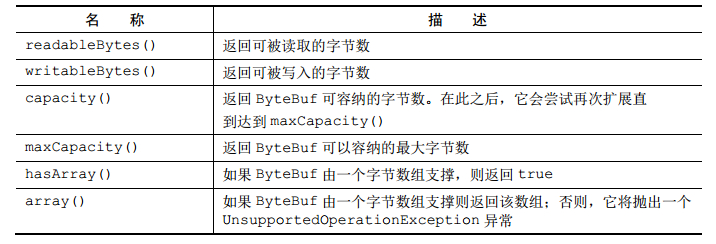 名 称 描 述
readableBytes() 返回可被读取的字节数
writableBytes() 返回可被写入的字节数
capacity() 返回 ByteBuf 可容纳的字节数。在此之后，它会尝试再次扩展直
到达到 maxCapacity()
maxCapacity() 返回 ByteBuf 可以容纳的最大字节数
hasArray() 如果 ByteBuf 由一个字节数组支撑，则返回 true
array() 如果 ByteBuf 由一个字节数组支撑则返回该数组；否则，它将抛出一个
UnsupportedOperationException 异常